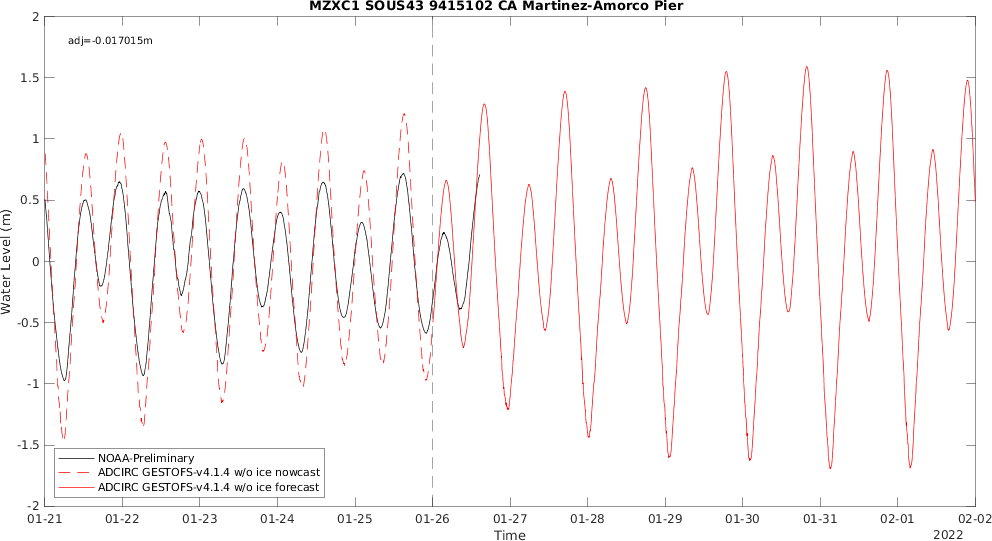 MZXC1 SOUS43 9415102 CA Martinez-Amorco Pier
adj=-0.017015m
2
1.5
1
0.5
0
-0.5
-1
-1.5
-2
Water Level (m)
NOAA-Preliminary
ADCIRC GESTOFS-v4.1.4 w/o ice nowcast
ADCIRC GESTOFS-v4.1.4 w/o ice forecast
01-21 01-22 01-23 01-24 01-25 01-26 01-27 01-28 01-29 01-30 01-31 02-01 02-02
Time
2022